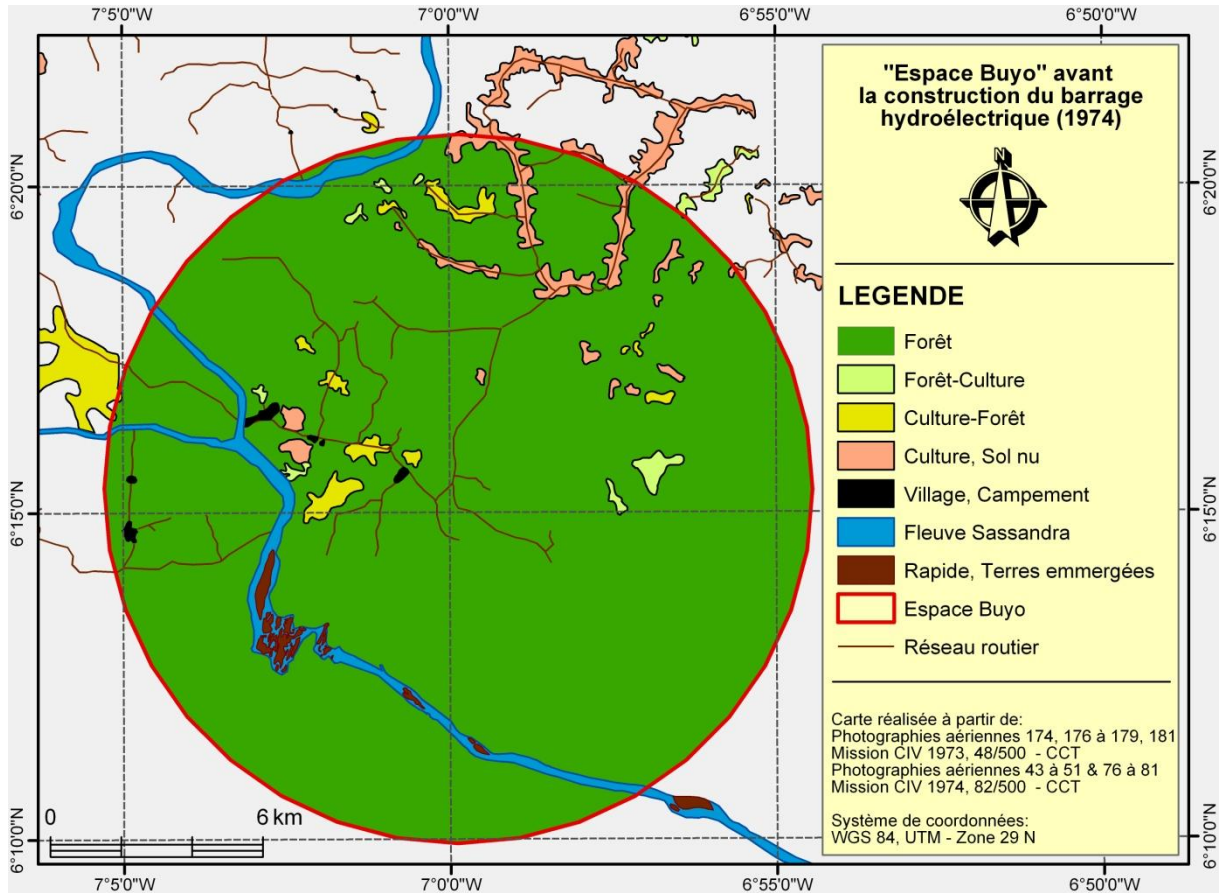 7°5'0"W
7°0'0"W
6°55'0"W
6°50'0"W
6°20'0"N
6°15'0"N
6°10'0"N
0
6 km
"Espace Buyo" avant
la construction du barrage
hydroélectrique (1974)
N
LEGENDE
Forêt
Forêt-Culture
Culture-Forêt
Culture, Sol nu
Village, Campement
Fleuve Sassandra
Rapide, Terres emmergées
Espace Buyo
Réseau routier
Carte réalisée à partir de:
Photographies aériennes 174, 176 à 179, 181
Mission CIV 1973, 48/500 - CCT
Photographies aériennes 43 à 51 & 76 à 81
Mission CIV 1974, 82/500 - CCT
Système de coordonnées:
WGS 84, UTM - Zone 29 N
6°20'0"N
6°15'0"N
6°10'0"N
7°5'0"W
7°0'0"W
6°55'0"W
6°50'0"W